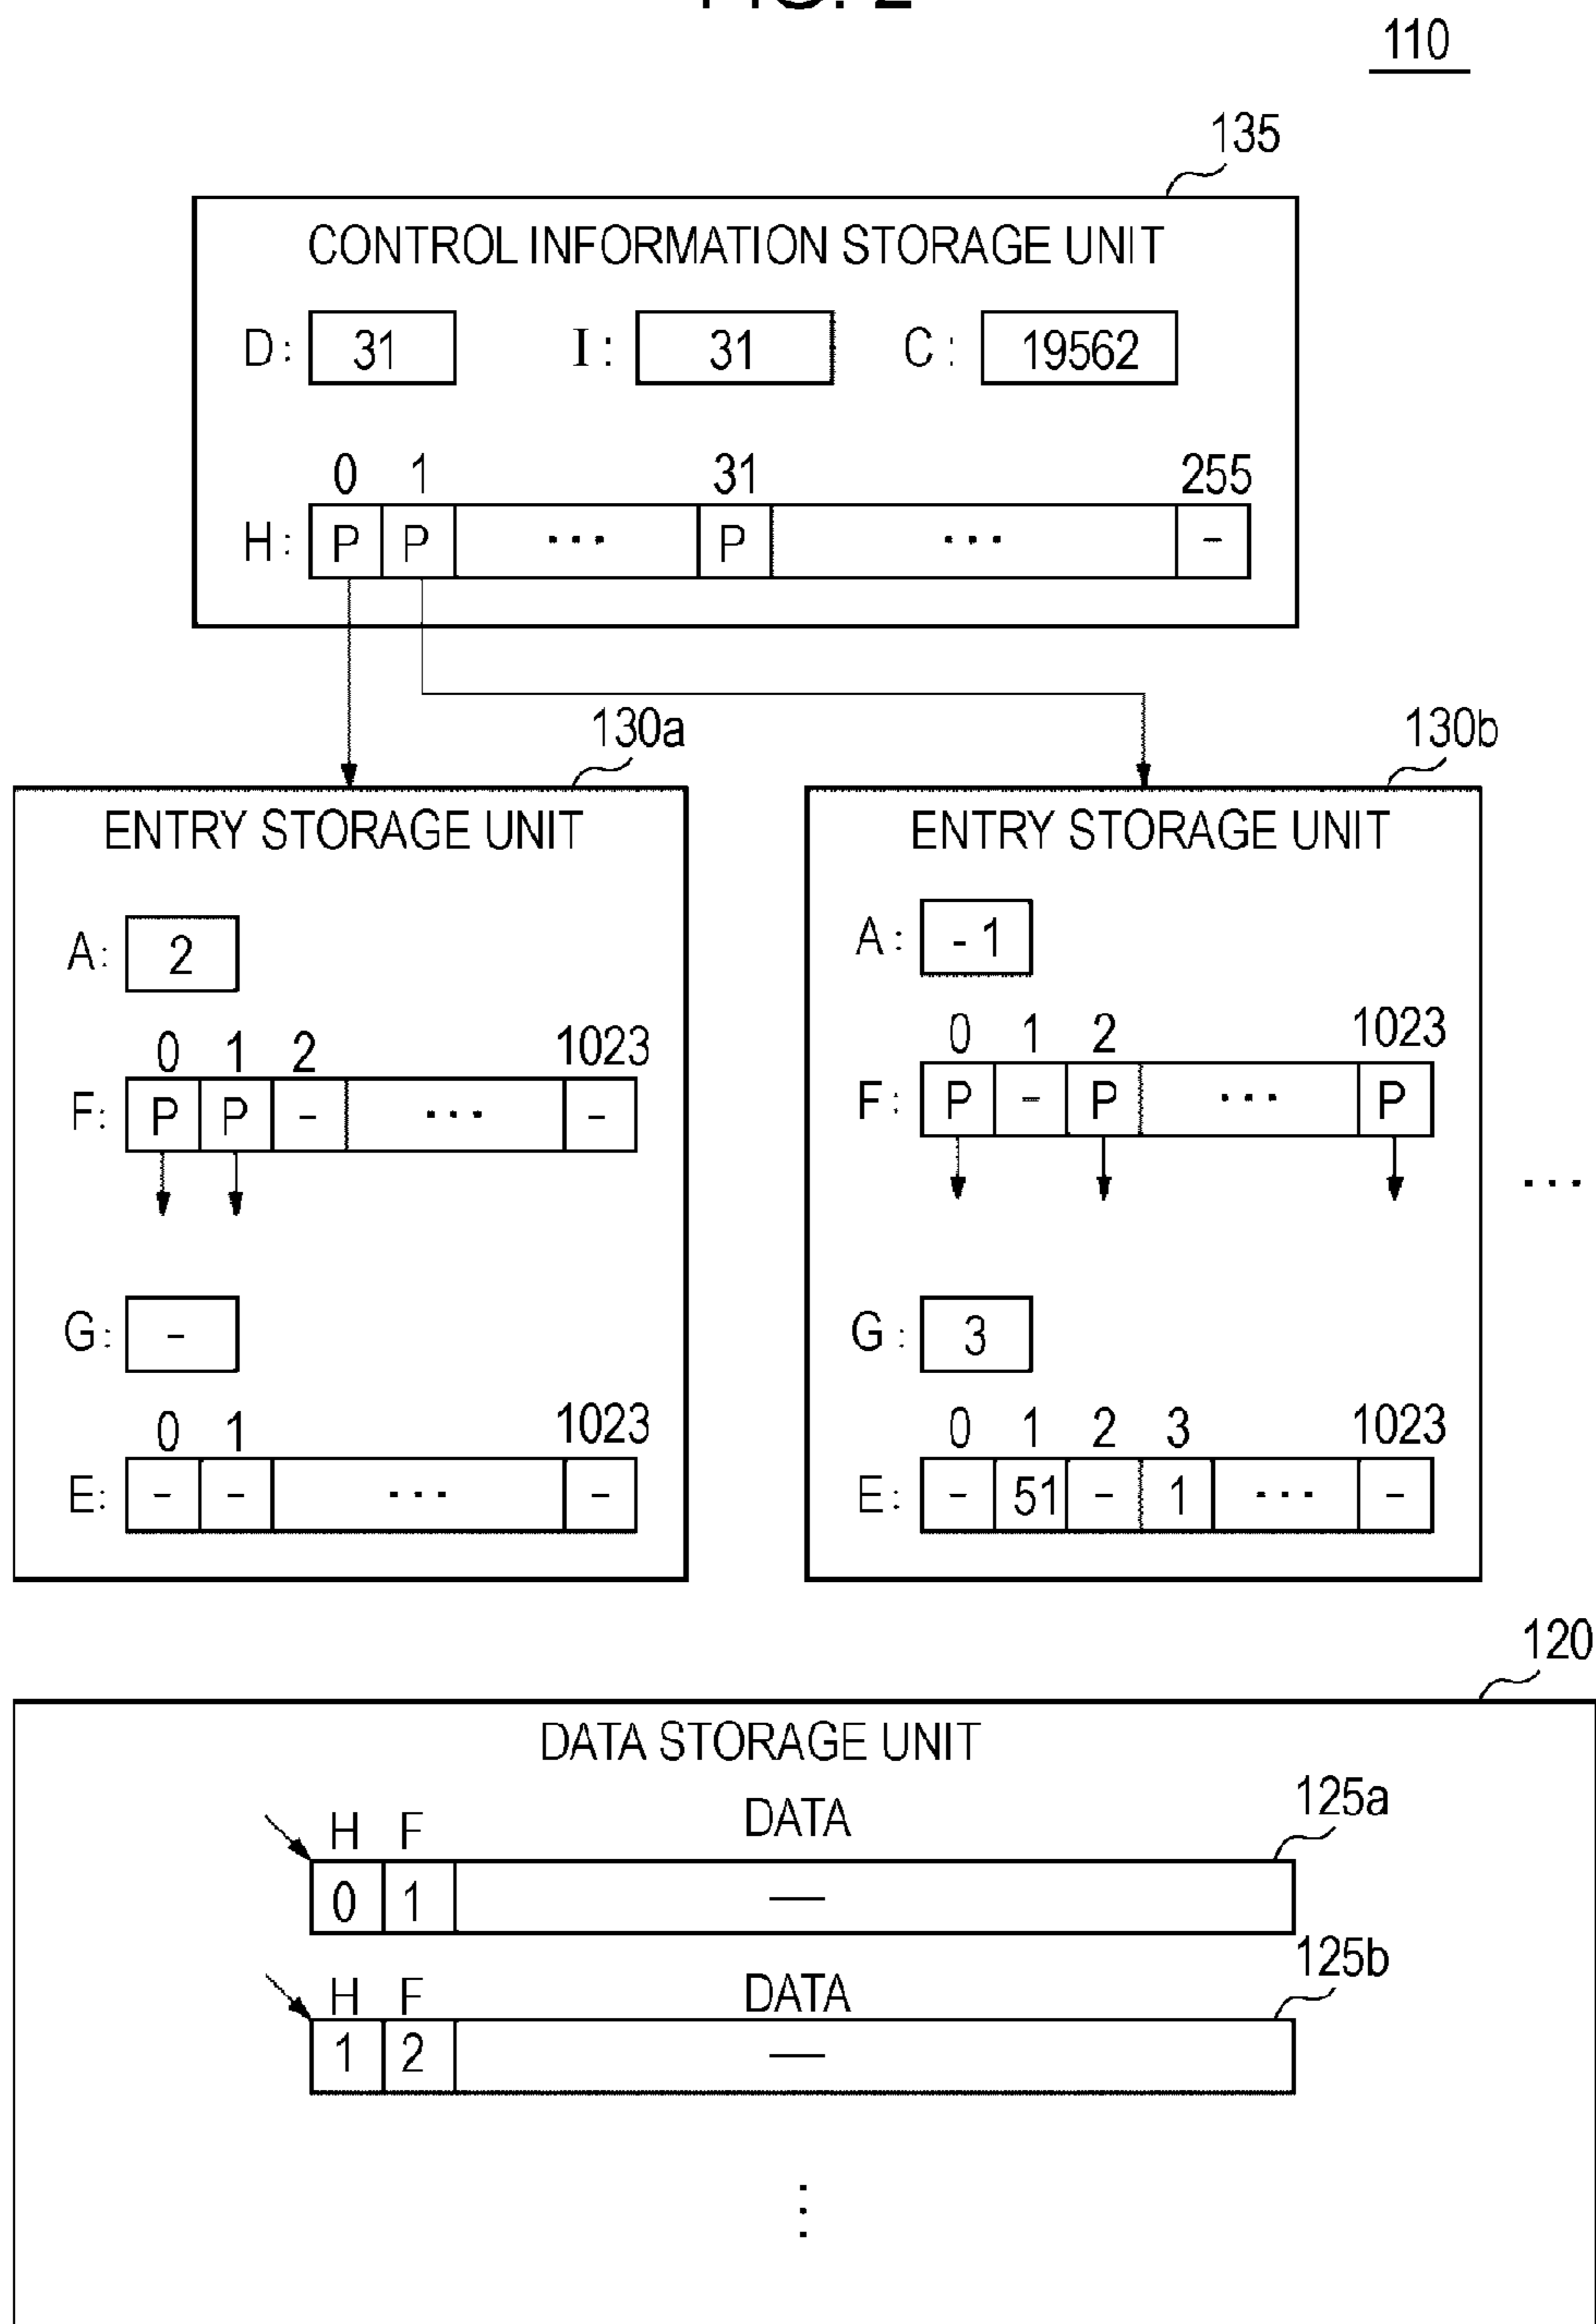 FIG. 2
110
135
CONTROL INFORMATION STORAGE UNIT
D: 31 I: 31 C: 19562
0 1 31 255
H: P P ... P ... -
130a
130b
ENTRY STORAGE UNIT
A: 2
0 1 2 1023
F: P P - ... -
G: -
0 1 1023
E: - - ... -
ENTRY STORAGE UNIT
A: -1
0 1 2 1023
F: P - P ... P
G: 3
0 1 2 3 1023
E: - 51 - 1 ... -
...
120
DATA STORAGE UNIT
125a
H F DATA
0 1 —
125b
H F DATA
1 2 —
⋮